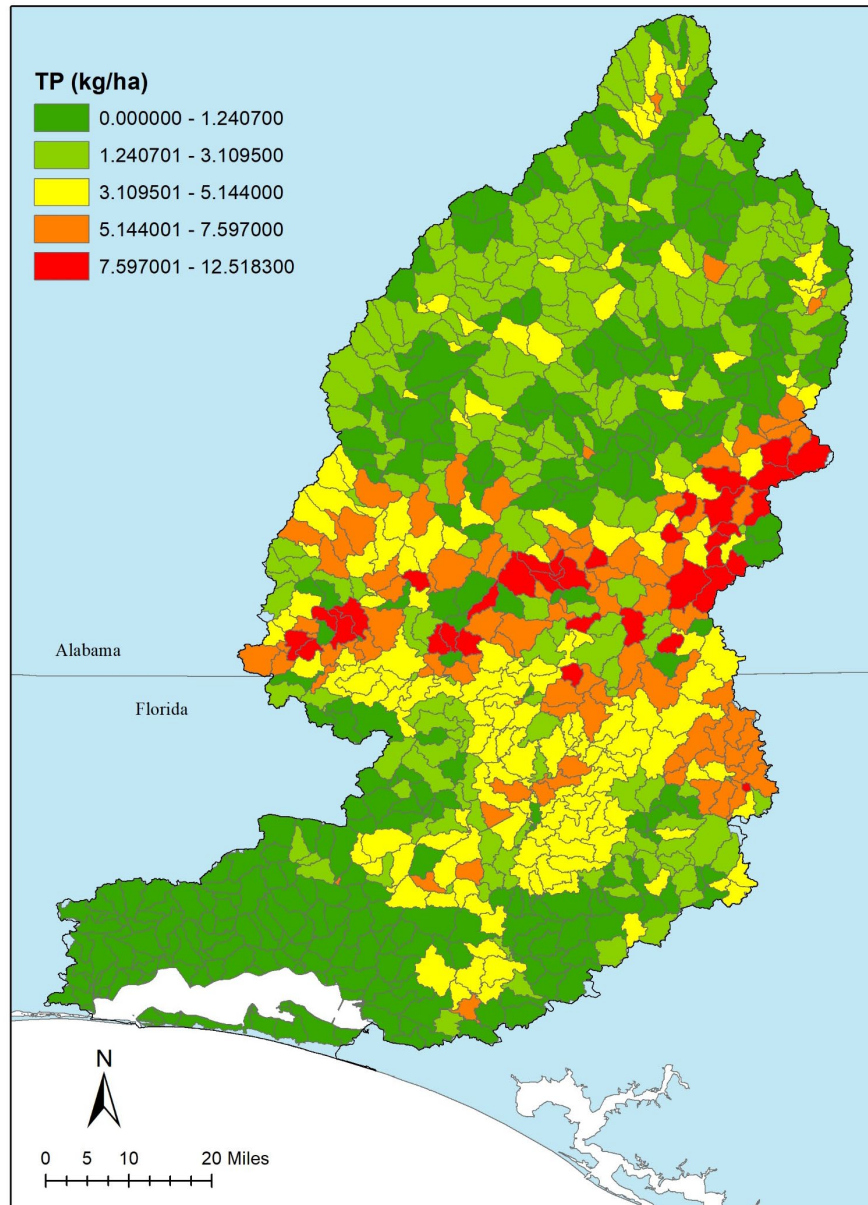 TP (kg/ha)
0.000000 - 1.240700
1.240701 - 3.109500
3.109501 - 5.144000
5.144001 - 7.597000
7.597001 - 12.518300
Alabama
Florida
N
0 5 10 20 Miles